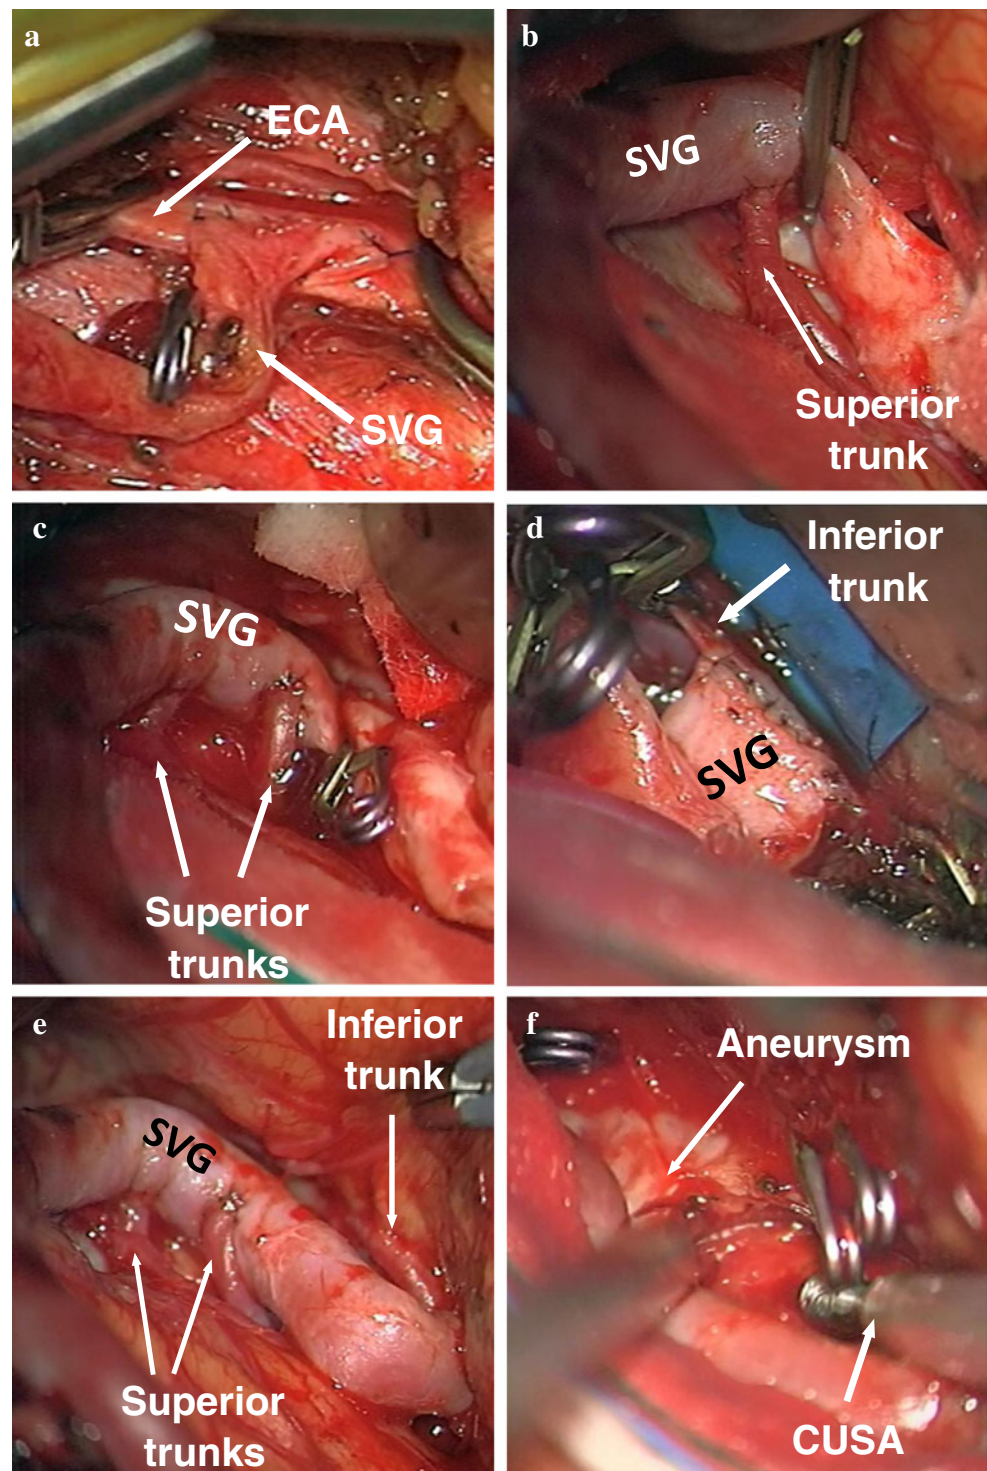 a
ECA
SVG
b
SVG
Superior
trunk
c
SVG
Superior
trunks
d
Inferior
trunk
SVG
e
Inferior
trunk
SVG
Superior
trunks
f
Aneurysm
CUSA